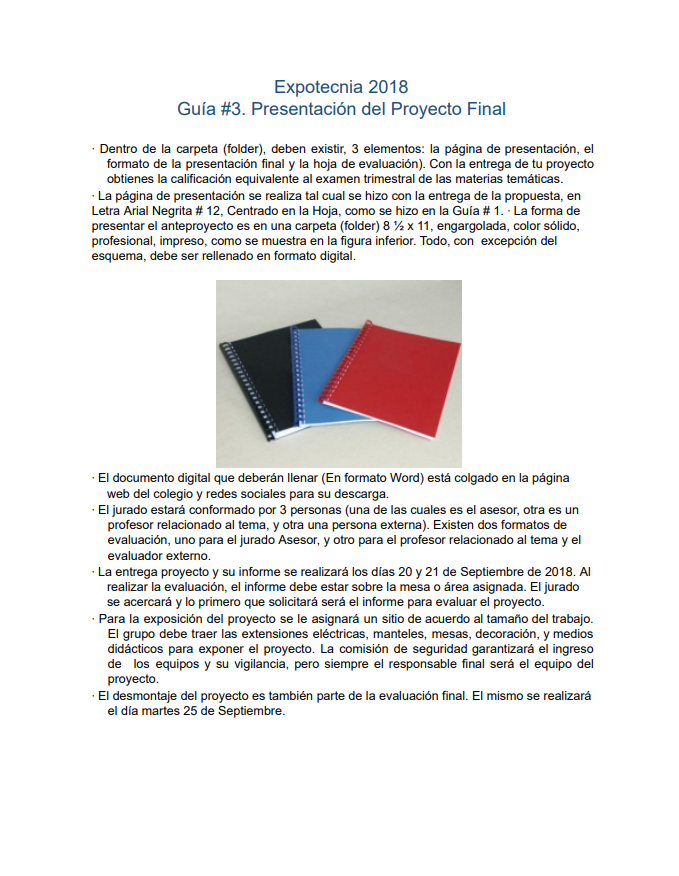 Expotecnia 2018
Guía #3. Presentación del Proyecto Final
· Dentro de la carpeta (folder), deben existir, 3 elementos: la página de presentación, el
formato de la presentación final y la hoja de evaluación). Con la entrega de tu proyecto
obtienes la calificación equivalente al examen trimestral de las materias temáticas.
· La página de presentación se realiza tal cual se hizo con la entrega de la propuesta, en
Letra Arial Negrita # 12, Centrado en la Hoja, como se hizo en la Guía # 1. · La forma de
presentar el anteproyecto es en una carpeta (folder) 8 ½ x 11, engargolada, color sólido,
profesional, impreso, como se muestra en la figura inferior. Todo, con excepción del
esquema, debe ser rellenado en formato digital.
· El documento digital que deberán llenar (En formato Word) está colgado en la página
web del colegio y redes sociales para su descarga.
· El jurado estará conformado por 3 personas (una de las cuales es el asesor, otra es un
profesor relacionado al tema, y otra una persona externa). Existen dos formatos de
evaluación, uno para el jurado Asesor, y otro para el profesor relacionado al tema y el
evaluador externo.
· La entrega proyecto y su informe se realizará los días 20 y 21 de Septiembre de 2018. Al
realizar la evaluación, el informe debe estar sobre la mesa o área asignada. El jurado
se acercará y lo primero que solicitará será el informe para evaluar el proyecto.
· Para la exposición del proyecto se le asignará un sitio de acuerdo al tamaño del trabajo.
El grupo debe traer las extensiones eléctricas, manteles, mesas, decoración, y medios
didácticos para exponer el proyecto. La comisión de seguridad garantizará el ingreso
de los equipos y su vigilancia, pero siempre el responsable final será el equipo del
proyecto.
· El desmontaje del proyecto es también parte de la evaluación final. El mismo se realizará
el día martes 25 de Septiembre.